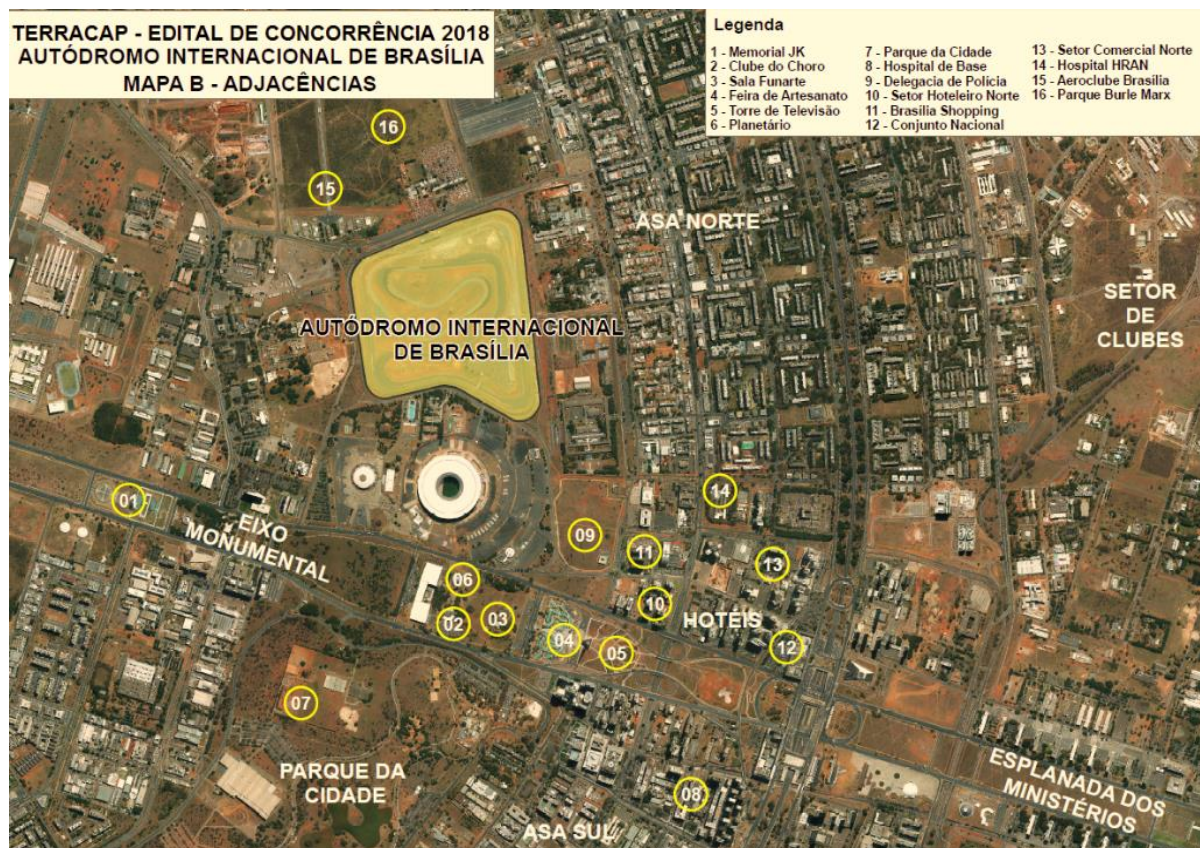 TERRACAP - EDITAL DE CONCORRÊNCIA 2018
AUTÓDROMO INTERNACIONAL DE BRASÍLIA
MAPA B - ADJACÊNCIAS
Legenda
1 - Memorial JK
2 - Clube do Choro
3 - Sala Funarte
4 - Feira de Artesanato
5 - Torre de Televisão
6 - Planetário
7 - Parque da Cidade
8 - Hospital de Base
9 - Delegacia de Polícia
10 - Setor Hoteleiro Norte
11 - Brasília Shopping
12 - Conjunto Nacional
13 - Setor Comercial Norte
14 - Hospital HRAN
15 - Aeroclube Brasília
16 - Parque Burle Marx
16
15
ASA NORTE
SETOR
DE
CLUBES
AUTÓDROMO INTERNACIONAL
DE BRASÍLIA
01
EIXO
MONUMENTAL
14
09
11
13
06
10
HOTÉIS
02
03
04
05
12
07
PARQUE DA
CIDADE
08
ASA SUL
ESPLANADA DOS
MINISTÉRIOS